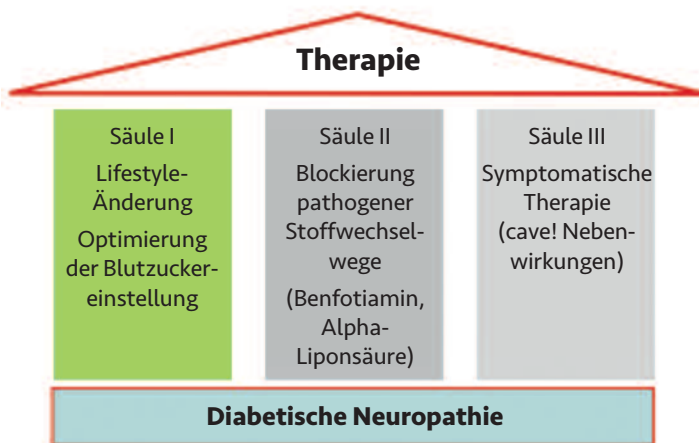 Therapie
Säule I
Lifestyle-
Änderung
Optimierung
der Blutzucker-
einstellung
Säule II
Blockierung
pathogener
Stoffwechsel-
wege
(Benfotiamin,
Alpha-
Liponsäure)
Säule III
Symptomatische
Therapie
(cave! Neben-
wirkungen)
Diabetische Neuropathie